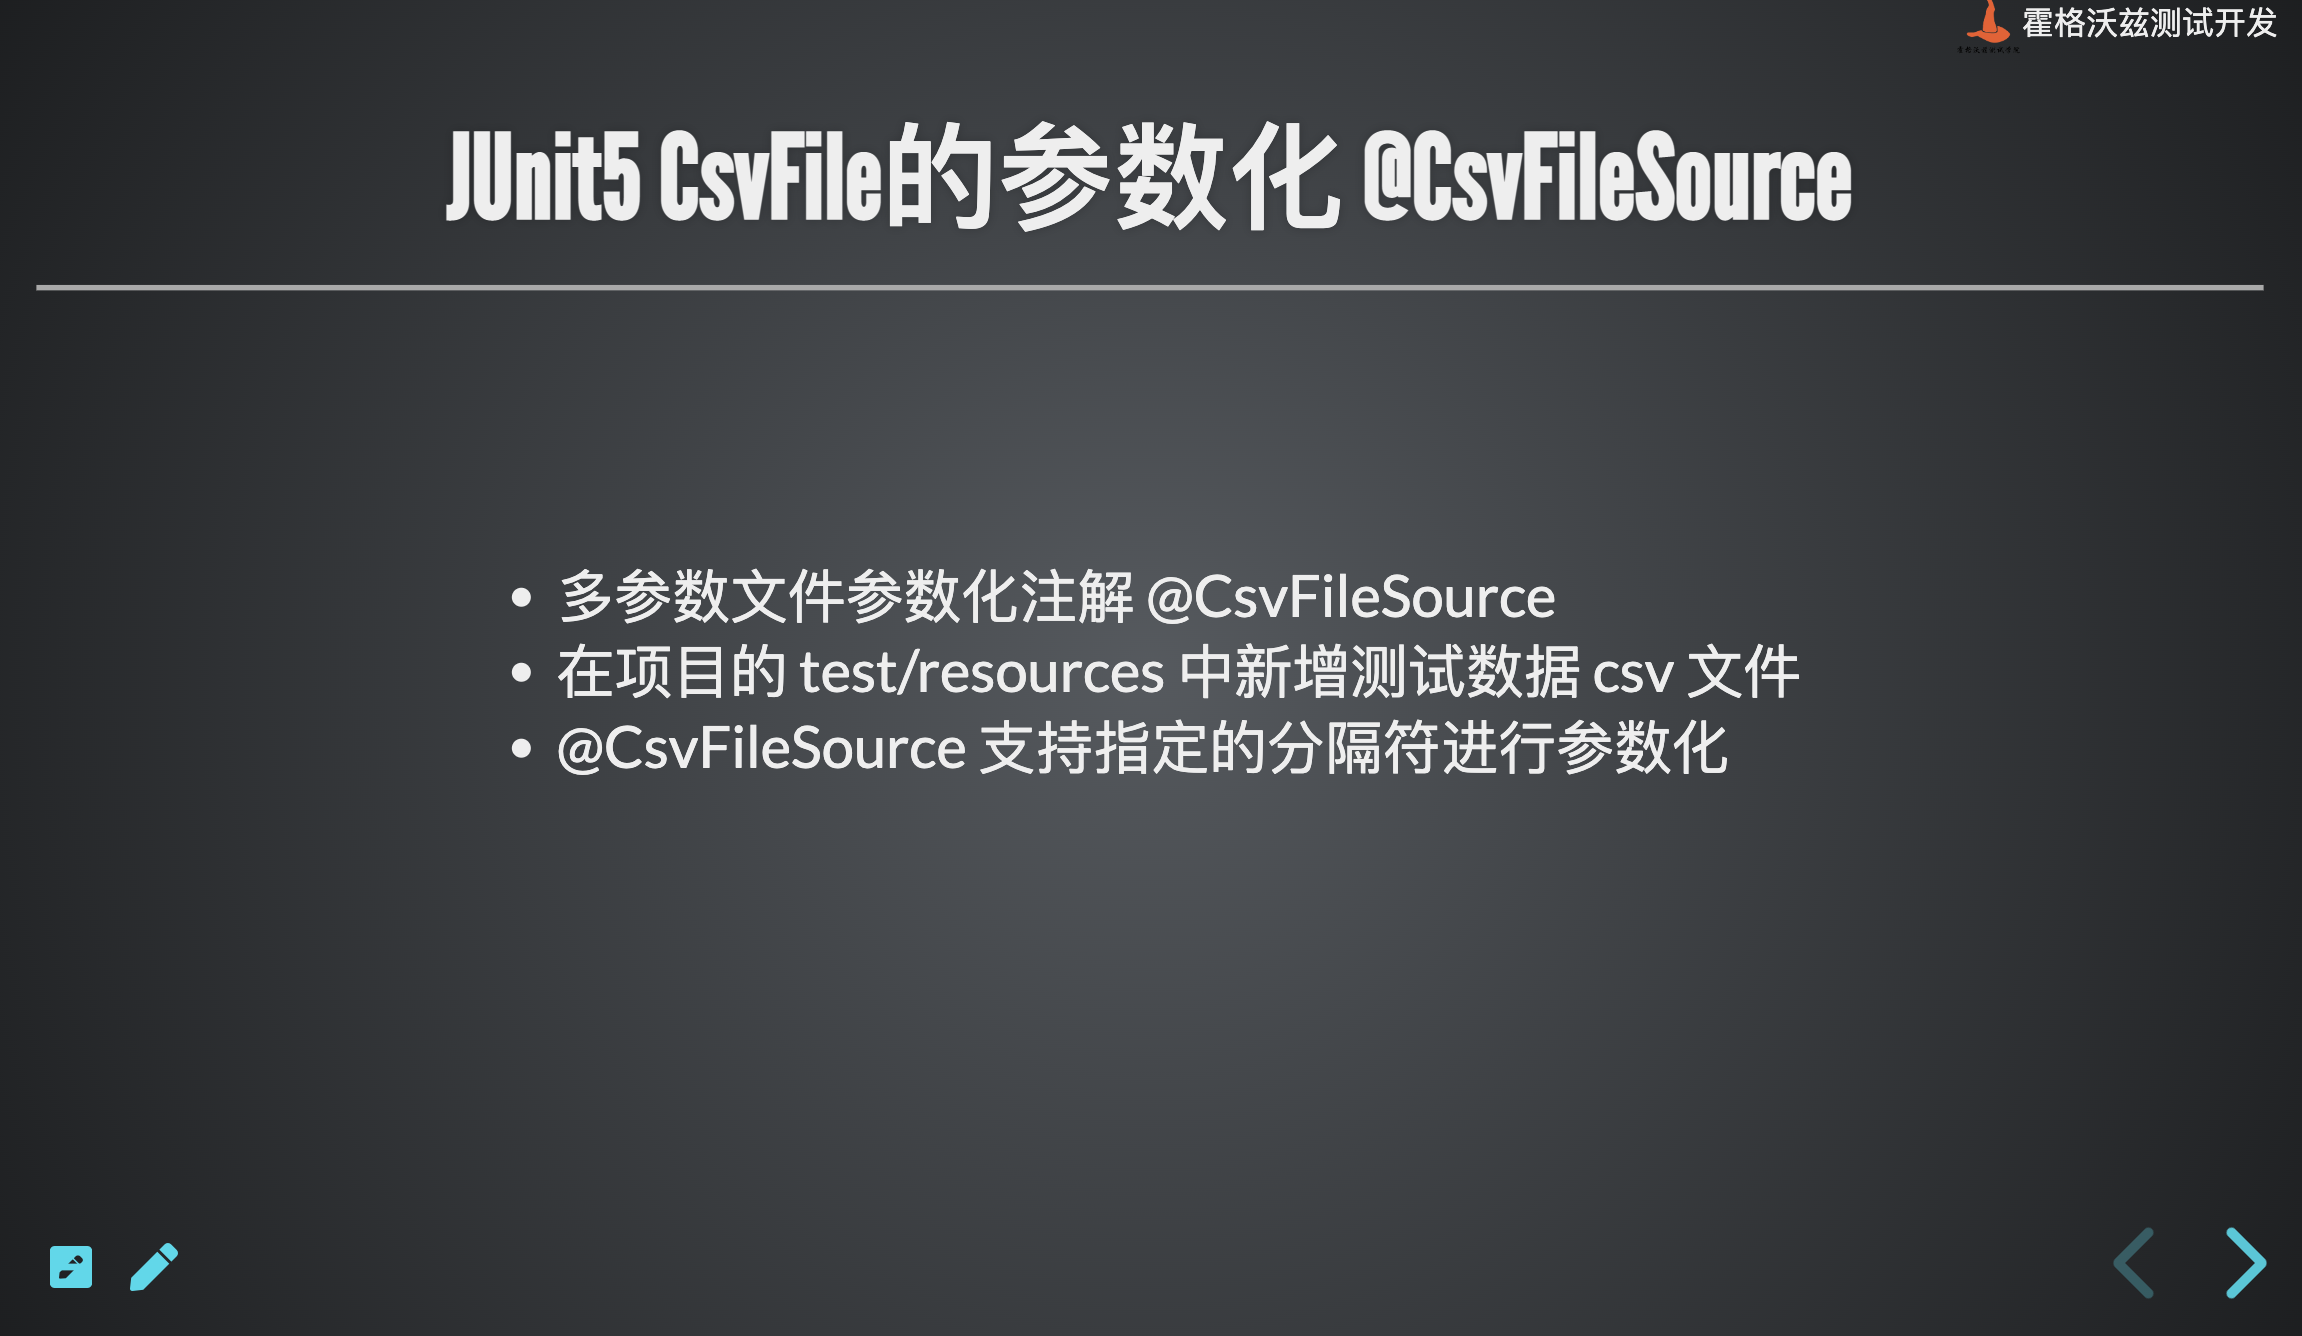 霍格沃兹测试开发
JUnit5 CsvFile的参数化 @CsvFileSource
多参数文件参数化注解 @CsvFileSource
在项目的 test/resources 中新增测试数据 csv 文件
@CsvFileSource 支持指定的分隔符进行参数化